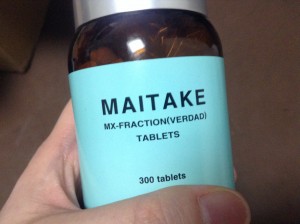 MAITAKE
MX-FRACTION(VERDAD)
TABLETS
300 tablets